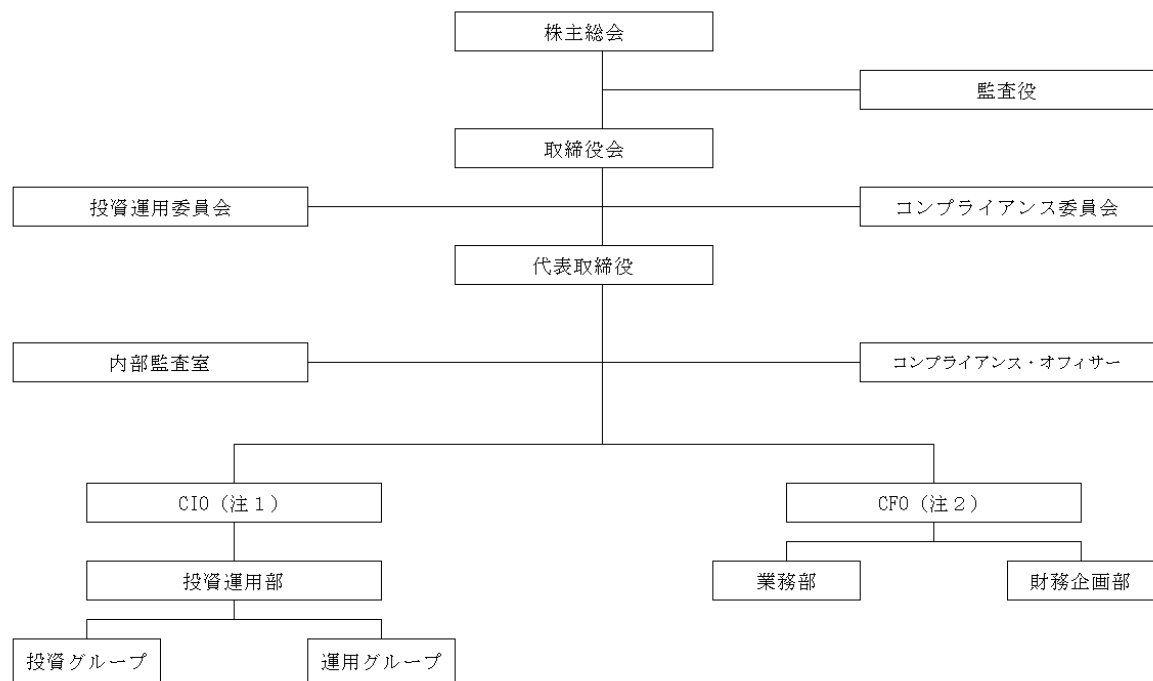 株主総会
監査役
取締役会
投資運用委員会
コンプライアンス委員会
代表取締役
内部監査室
コンプライアンス・オフィサー
CIO（注１）
CFO（注２）
投資運用部
業務部
財務企画部
投資グループ
運用グループ